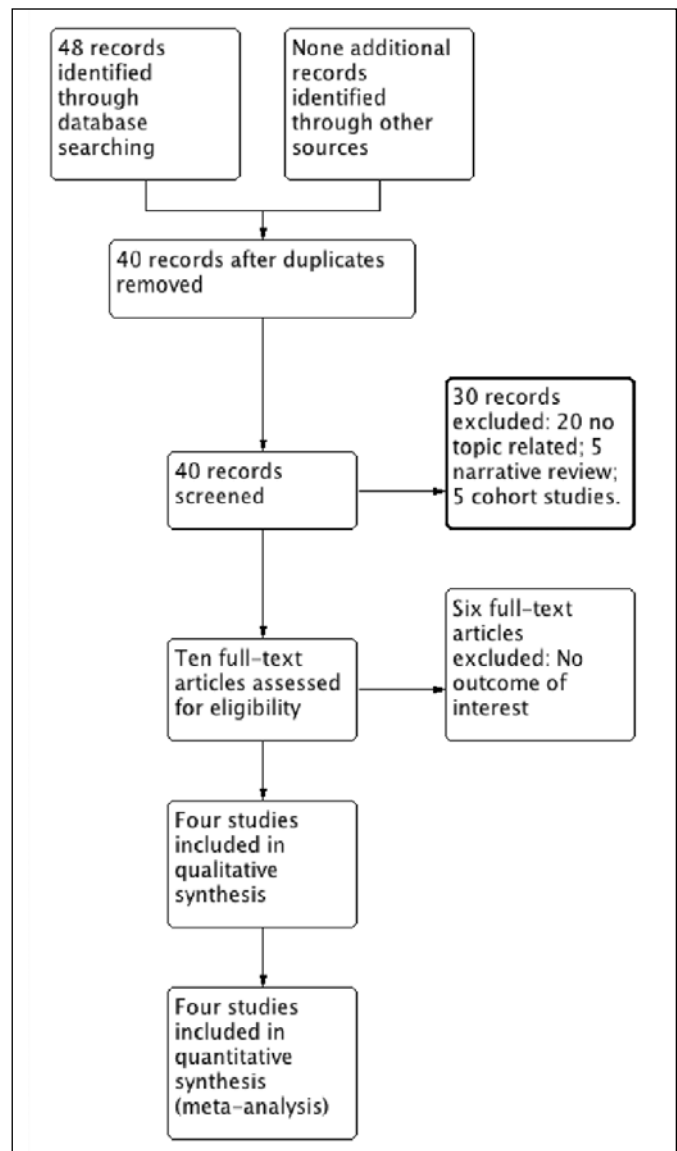 48 records
identified
through
database
searching
None additional
records
identified
through other
sources
40 records after duplicates
removed
40 records
screened
30 records
excluded: 20 no
topic related; 5
narrative review;
5 cohort studies.
Ten full-text
articles assessed
for eligibility
Six full-text
articles
excluded: No
outcome of
interest
Four studies
included in
qualitative
synthesis
Four studies
included in
quantitative
synthesis
(meta-analysis)